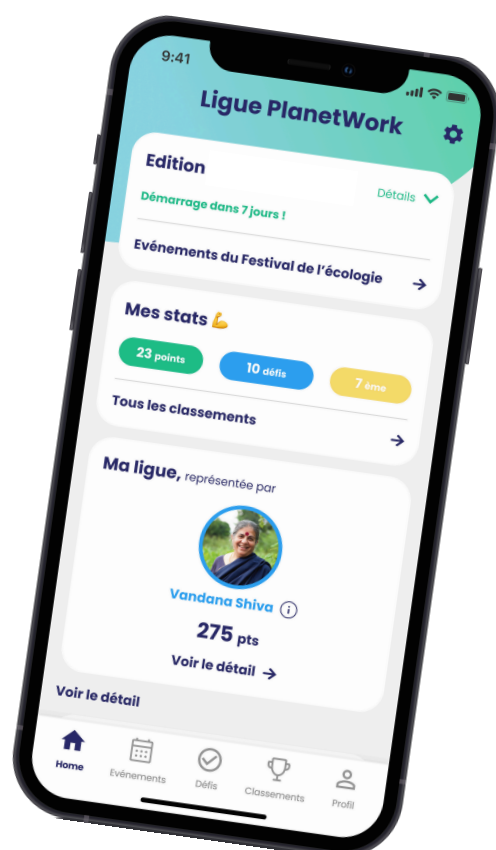 9:41
Ligue PlanetWork
Edition
Détails
Démarrage dans 7 jours !
Evénements du Festival de l'écologie
Mes stats 💪
23 points
10 défis
7 ème
Tous les classements
Ma ligue, représentée par
Vandana Shiva
275 pts
Voir le détail →
Voir le détail
Home
Evénements
Défis
Classements
Profil